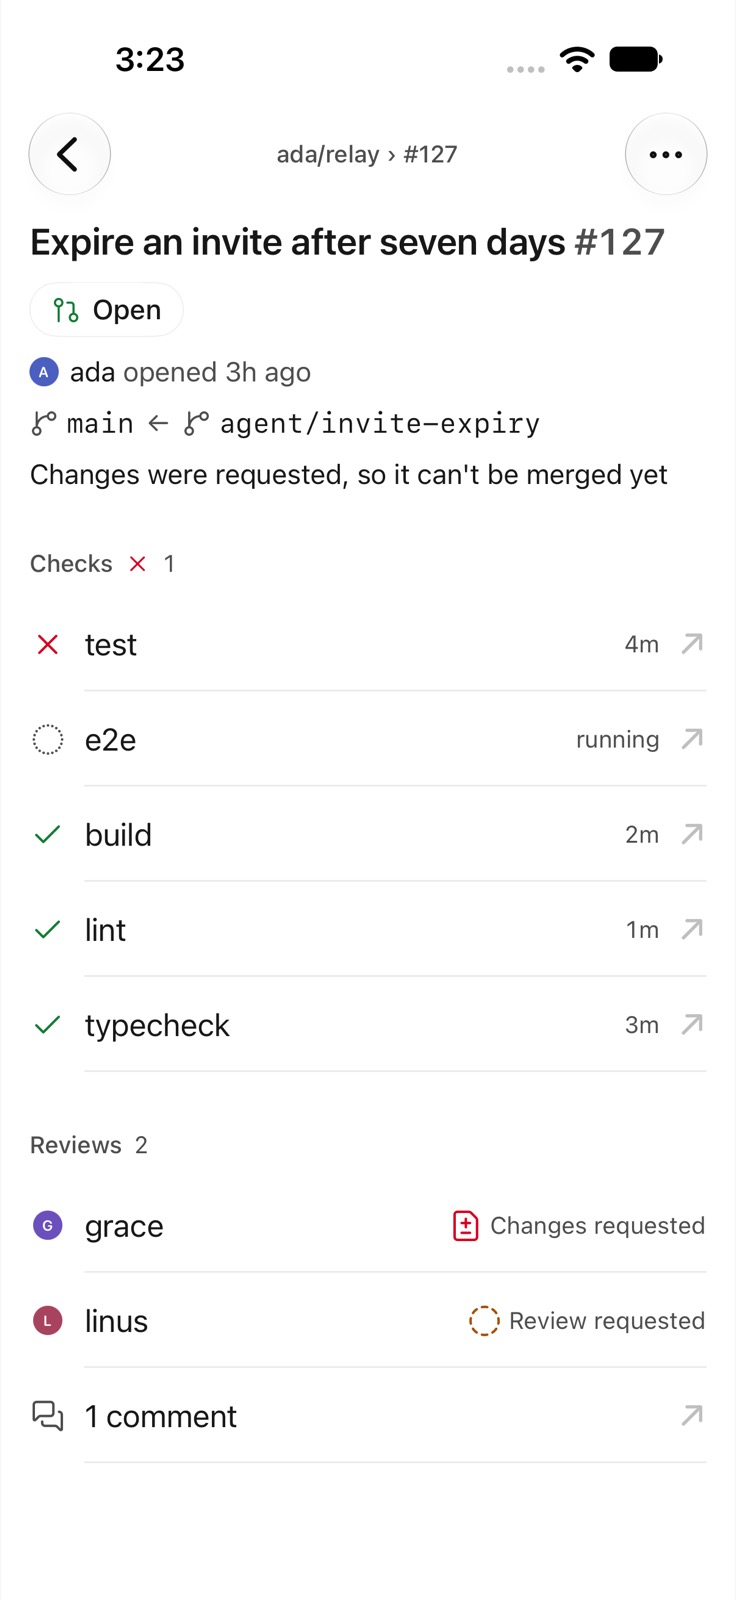 3:23
ada/relay › #127
Expire an invite after seven days #127
Open
A ada opened 3h ago
main ← agent/invite-expiry
Changes were requested, so it can't be merged yet
Checks 1
test 4m
e2e running
build 2m
lint 1m
typecheck 3m
Reviews 2
G grace Changes requested
L linus Review requested
1 comment